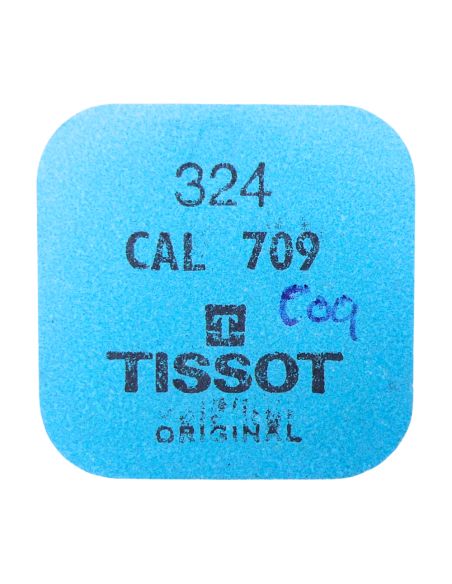 324
CAL 709
Coq
T
TISSOT
ORIGINAL